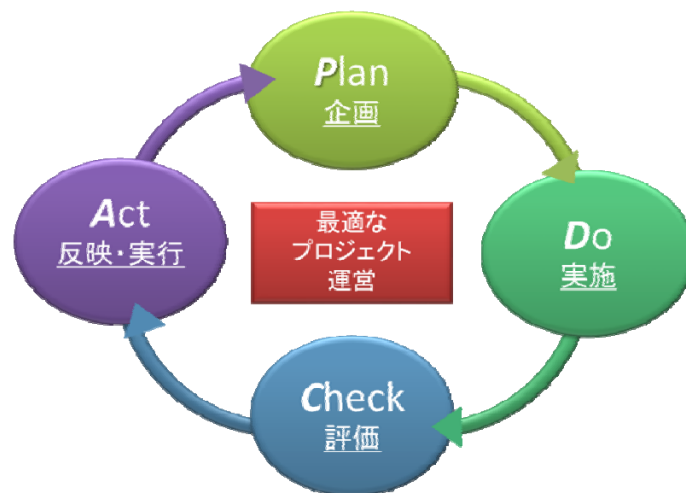 Plan
企画
Do
実施
Check
評価
Act
反映・実行
最適な
プロジェクト
運営